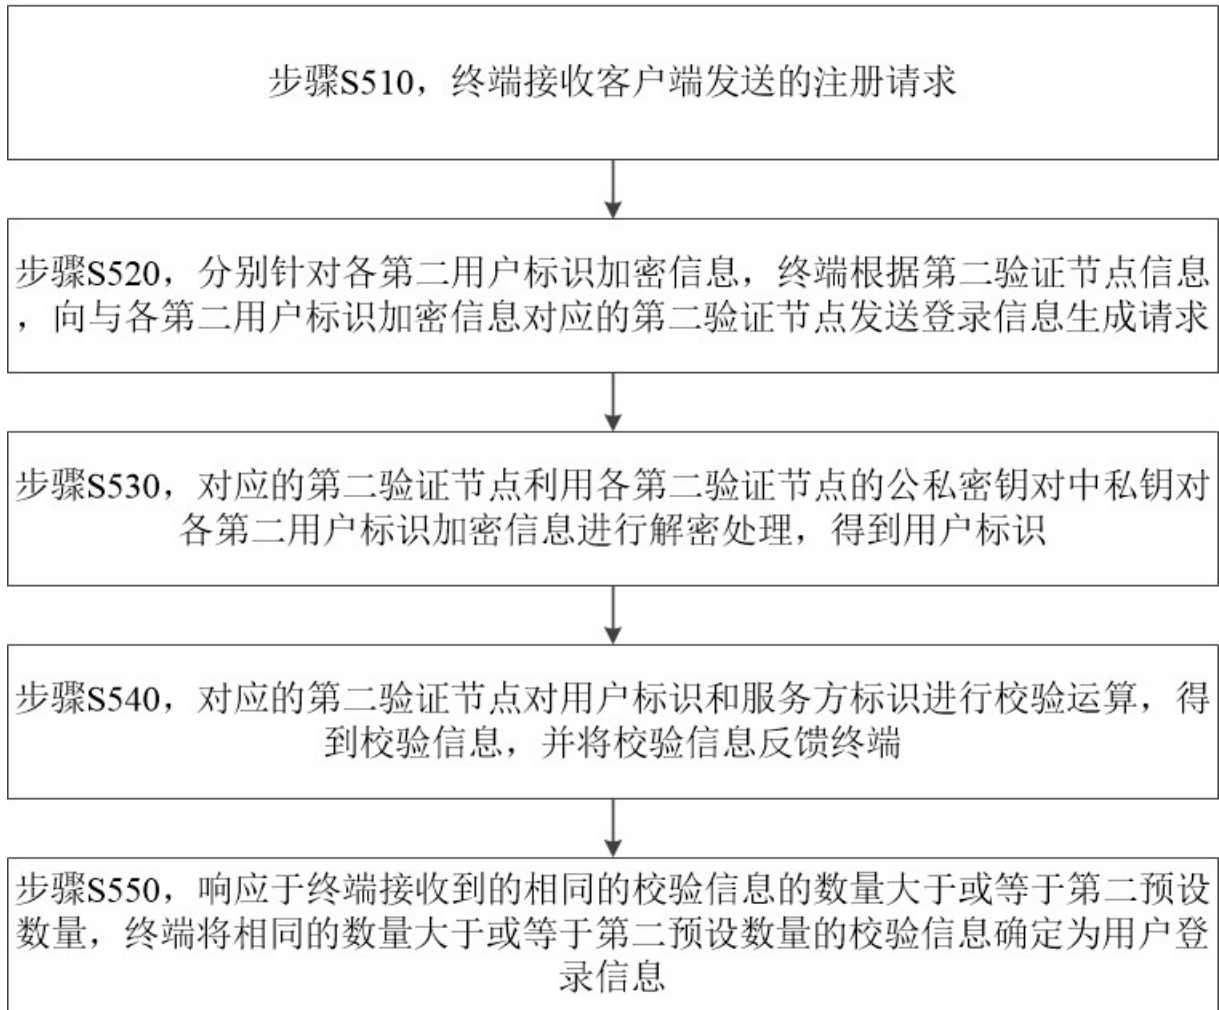 步骤S510，终端接收客户端发送的注册请求
步骤S520，分别针对各第二用户标识加密信息，终端根据第二验证节点信息
，向与各第二用户标识加密信息对应的第二验证节点发送登录信息生成请求
步骤S530，对应的第二验证节点利用各第二验证节点的公私密钥对中私钥对
各第二用户标识加密信息进行解密处理，得到用户标识
步骤S540，对应的第二验证节点对用户标识和服务方标识进行校验运算，得
到校验信息，并将校验信息反馈终端
步骤S550，响应于终端接收到的相同的校验信息的数量大于或等于第二预设
数量，终端将相同的数量大于或等于第二预设数量的校验信息确定为用户登
录信息